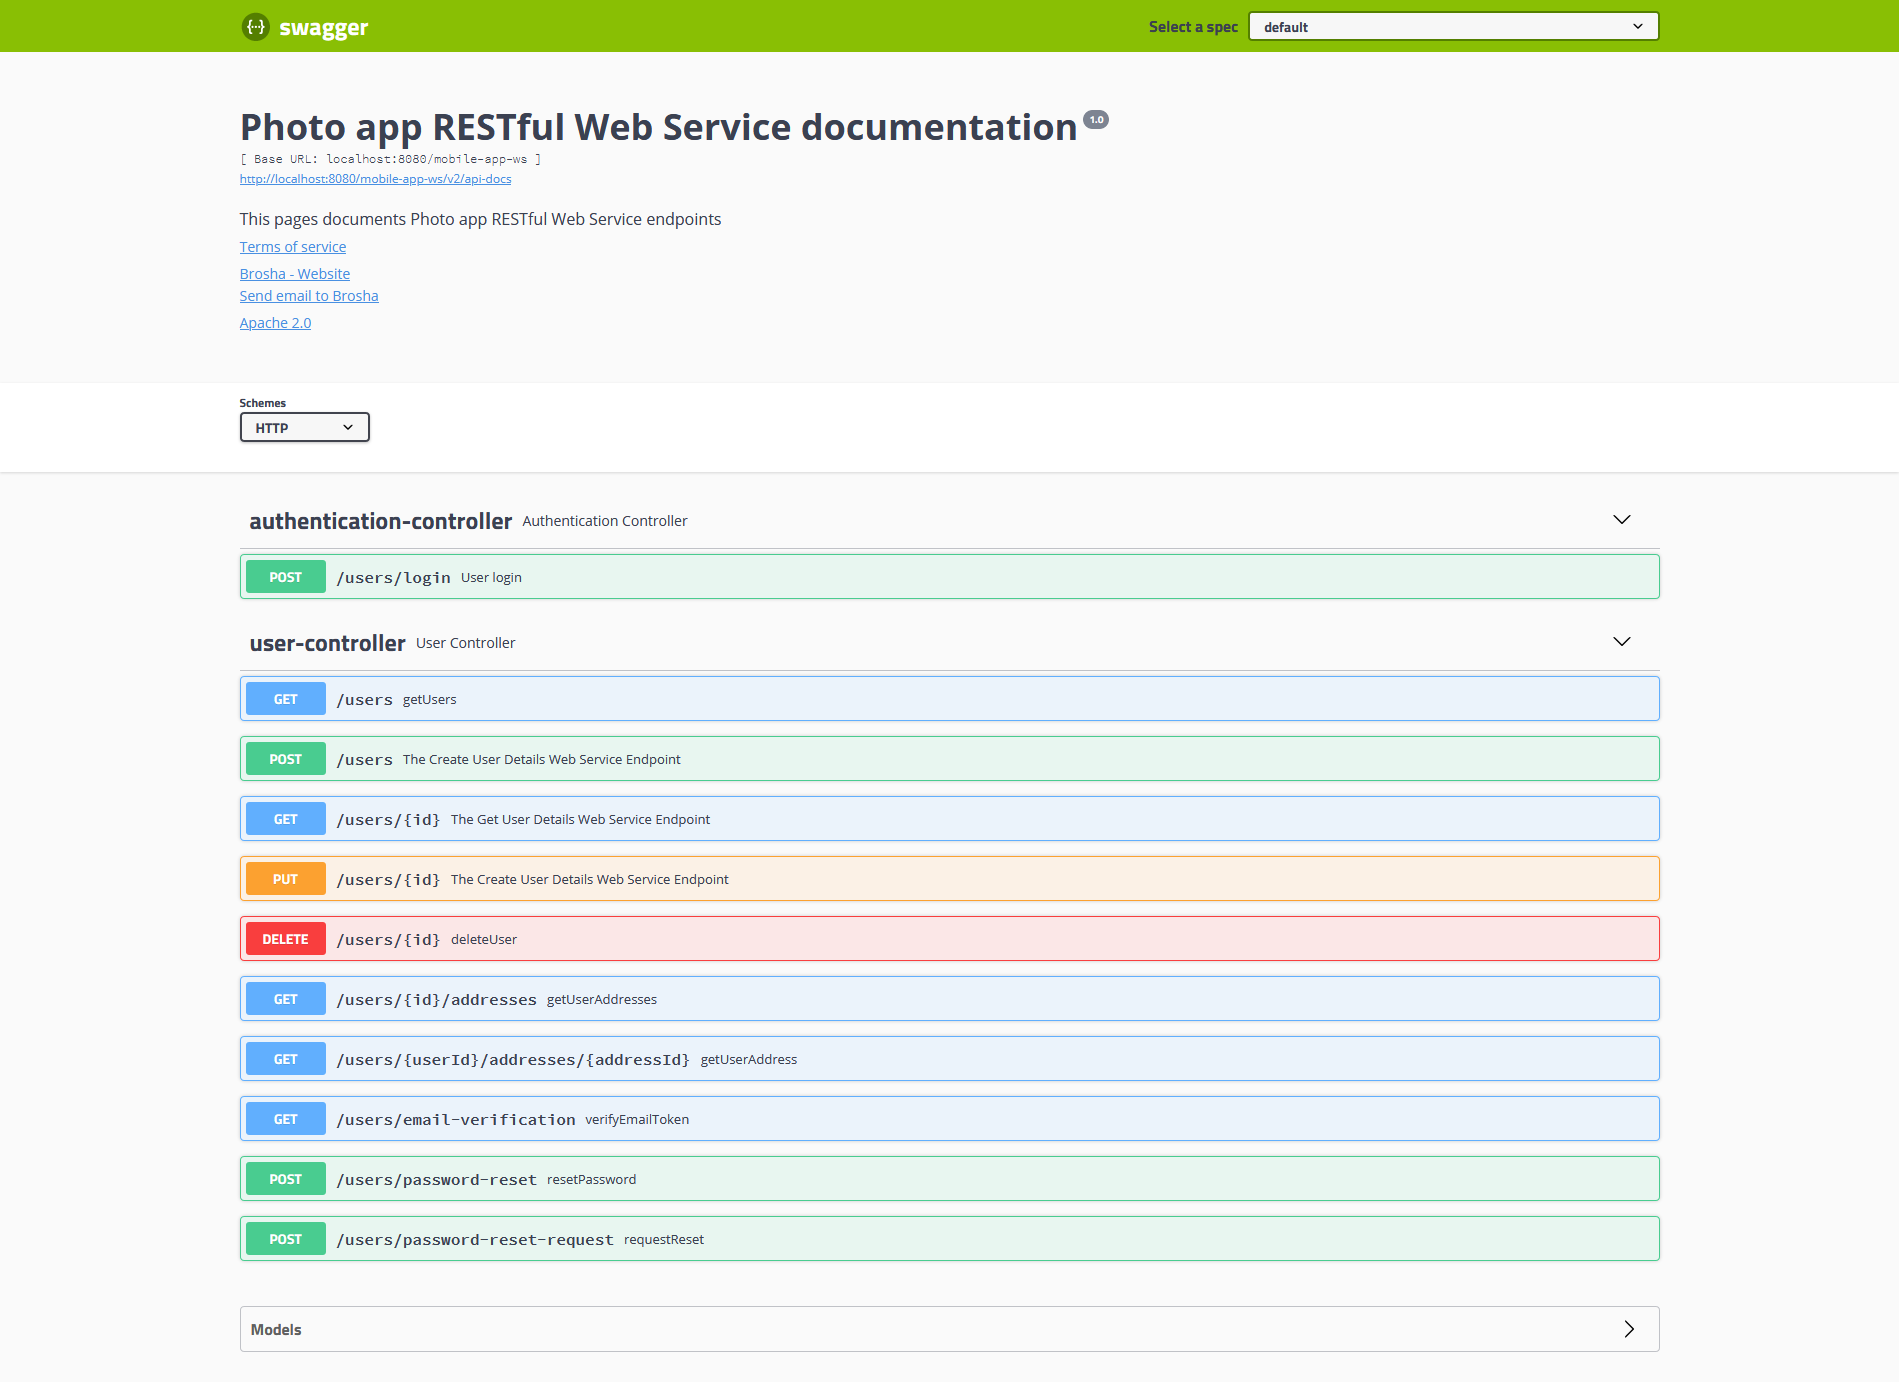 {···} swagger Select a spec default
Photo app RESTful Web Service documentation 1.0
[ Base URL: localhost:8080/mobile-app-ws ]
http://localhost:8080/mobile-app-ws/v2/api-docs
This pages documents Photo app RESTful Web Service endpoints
Terms of service
Brosha - Website
Send email to Brosha
Apache 2.0
Schemes
HTTP
authentication-controller Authentication Controller
POST /users/login User login
user-controller User Controller
GET /users getUsers
POST /users The Create User Details Web Service Endpoint
GET /users/{id} The Get User Details Web Service Endpoint
PUT /users/{id} The Create User Details Web Service Endpoint
DELETE /users/{id} deleteUser
GET /users/{id}/addresses getUserAddresses
GET /users/{userId}/addresses/{addressId} getUserAddress
GET /users/email-verification verifyEmailToken
POST /users/password-reset resetPassword
POST /users/password-reset-request requestReset
Models